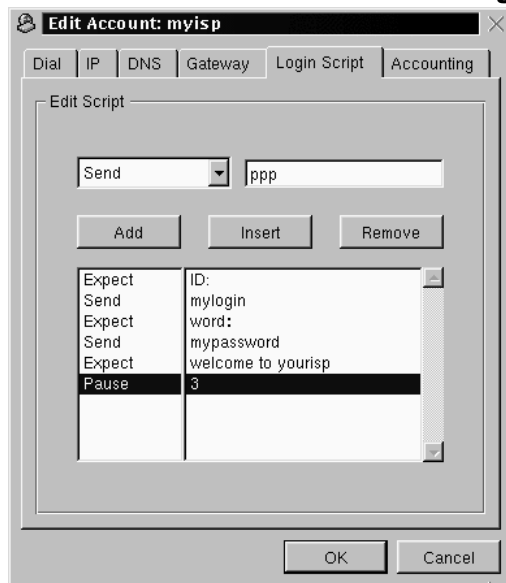 Edit Account: myisp
Dial IP DNS Gateway Login Script Accounting
Edit Script
Send ppp
Add Insert Remove
Expect ID:
Send mylogin
Expect word:
Send mypassword
Expect welcome to yourisp
Pause 3
OK Cancel